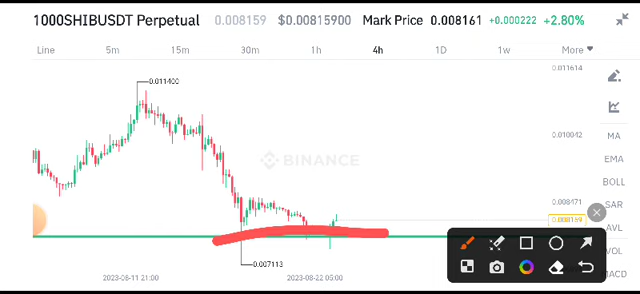 1000SHIBUSDT Perpetual 0.008159 $0.00815900 Mark Price 0.008161 +0.000222 +2.80%
Line 5m 15m 30m 1h 4h 1D 1w More
0.011614
0.011400
0.010042
MA
EMA
BINANCE
BOLL
0.008471
SAR
0.008159
AVL
VOL
0.007113
MACD
2023-08-11 21:00 2023-08-22 05:00